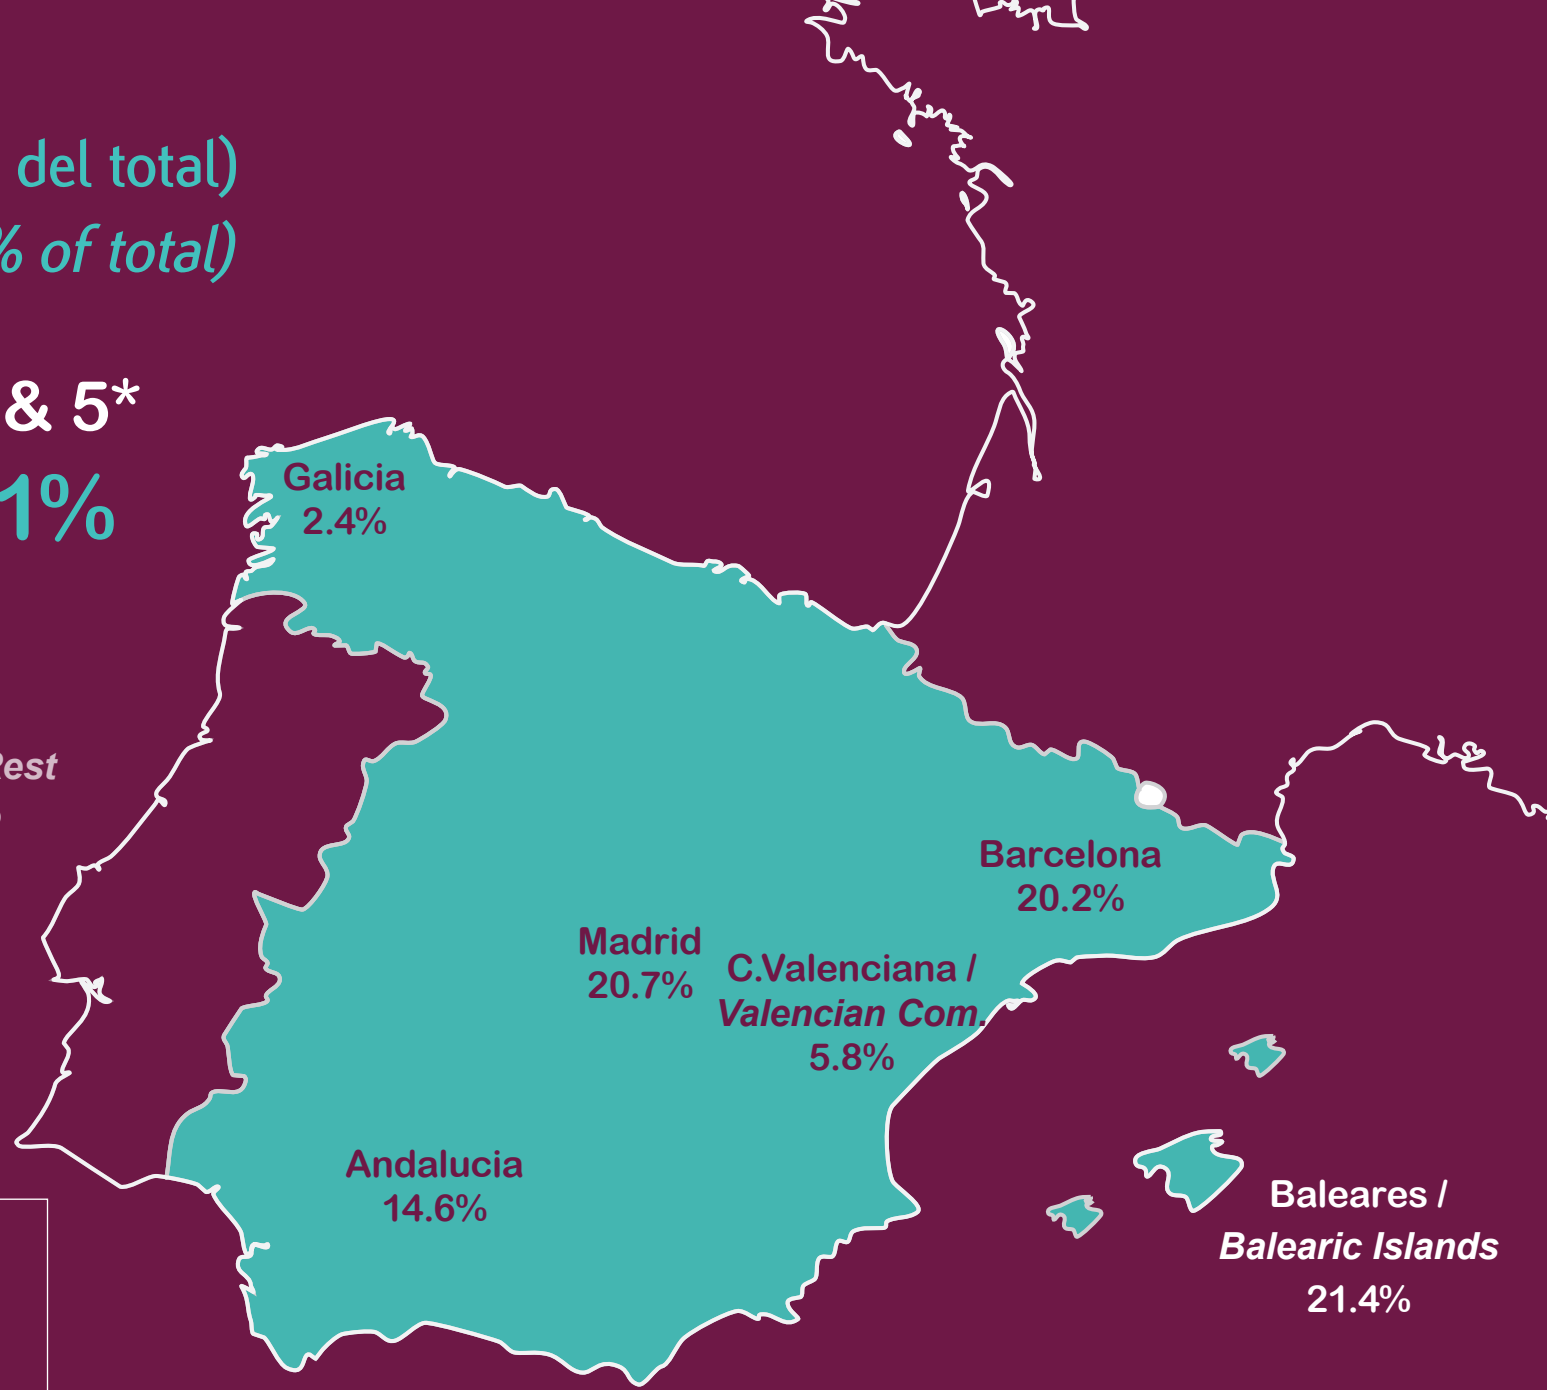 del total)
% of total)
& 5*
1%
Galicia
2.4%
Rest
Barcelona
20.2%
Madrid
20.7%
C.Valenciana /
Valencian Com.
5.8%
Andalucia
14.6%
Baleares /
Balearic Islands
21.4%